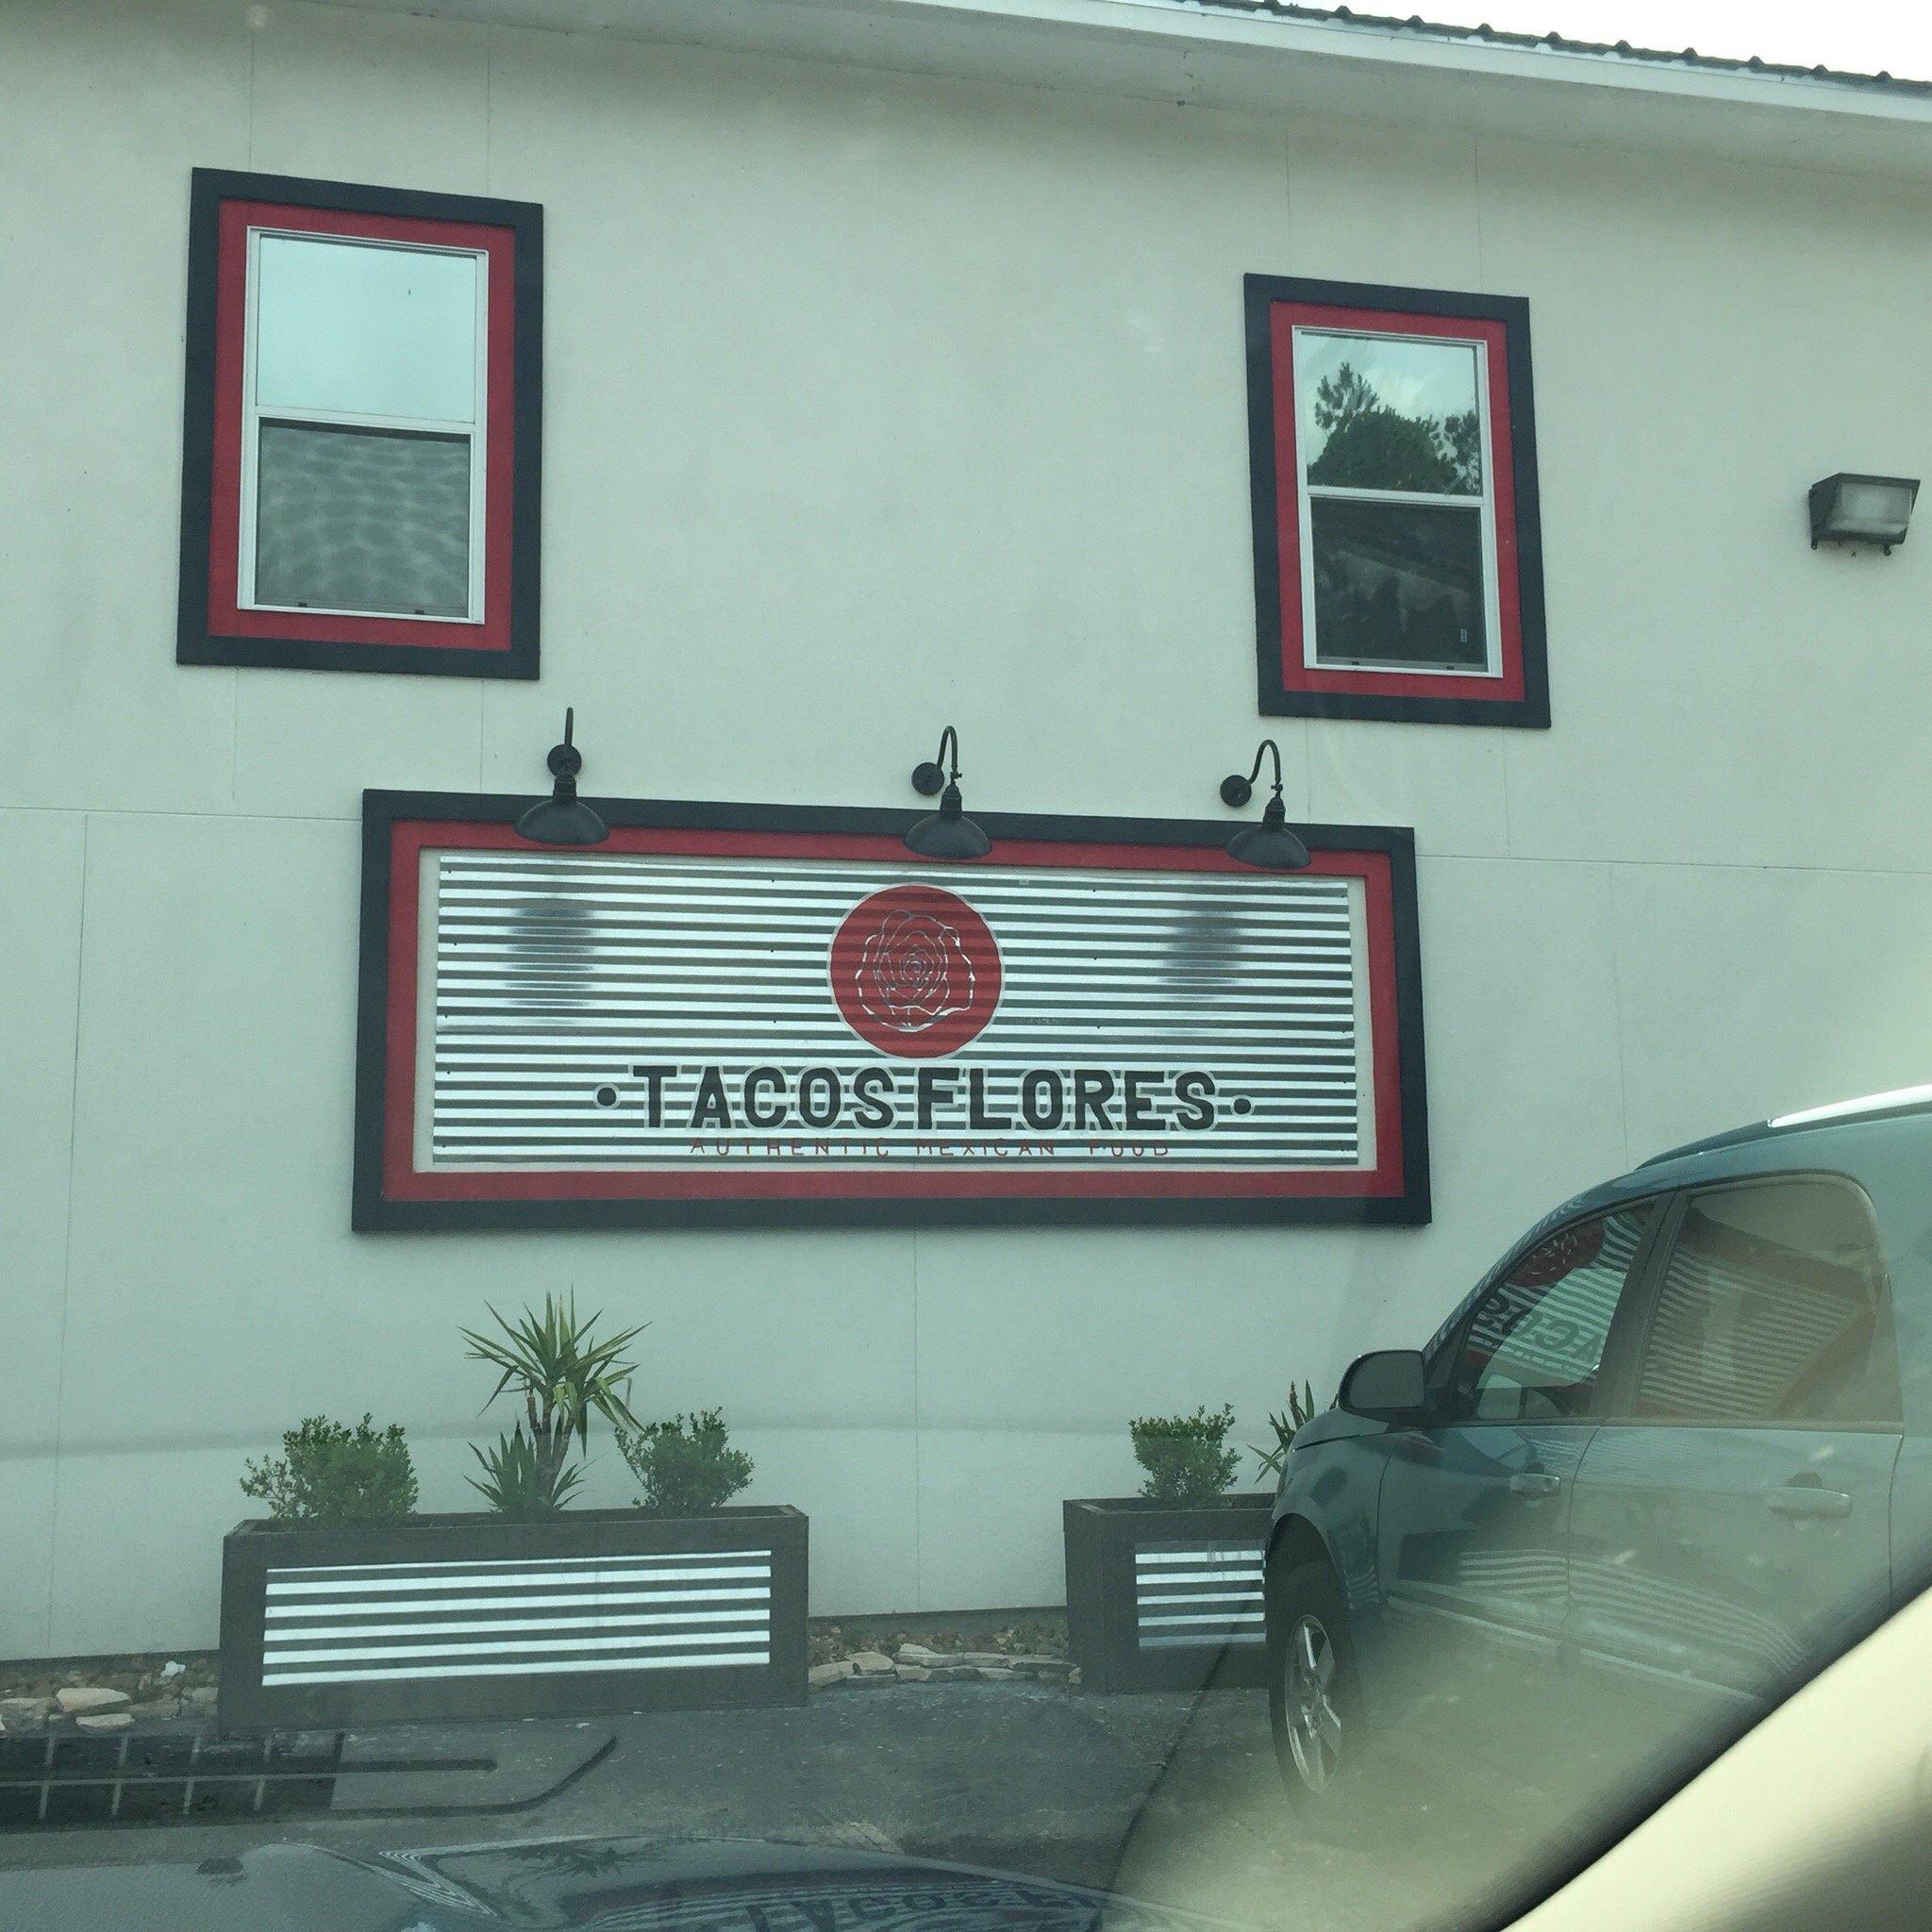 •TACOS FLORES•
AUTHENTIC MEXICAN FOOD